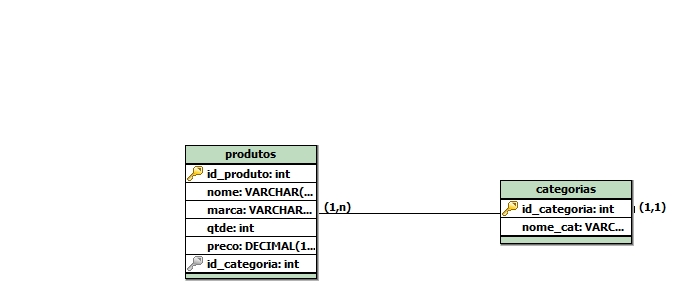 produtos
id_produto: int
nome: VARCHAR(...
marca: VARCHAR...
qtde: int
preco: DECIMAL(1...
id_categoria: int
(1,n)
categorias
id_categoria: int
nome_cat: VARC...
(1,1)